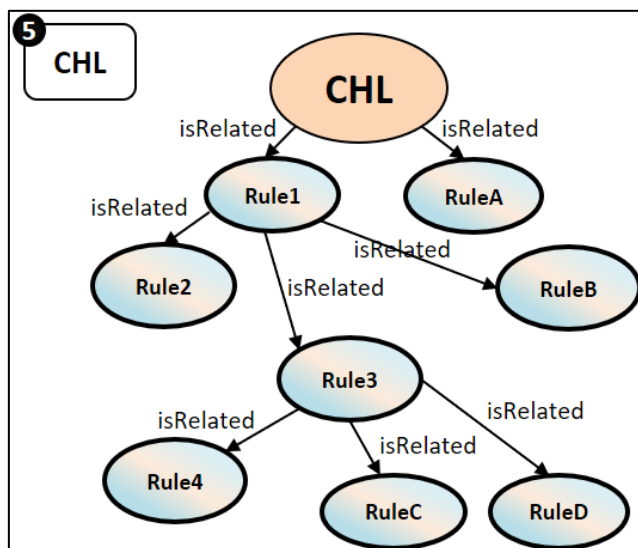 5
CHL
CHL
isRelated
isRelated
Rule1
RuleA
isRelated
isRelated
Rule2
isRelated
RuleB
Rule3
isRelated
isRelated
isRelated
Rule4
RuleC
RuleD